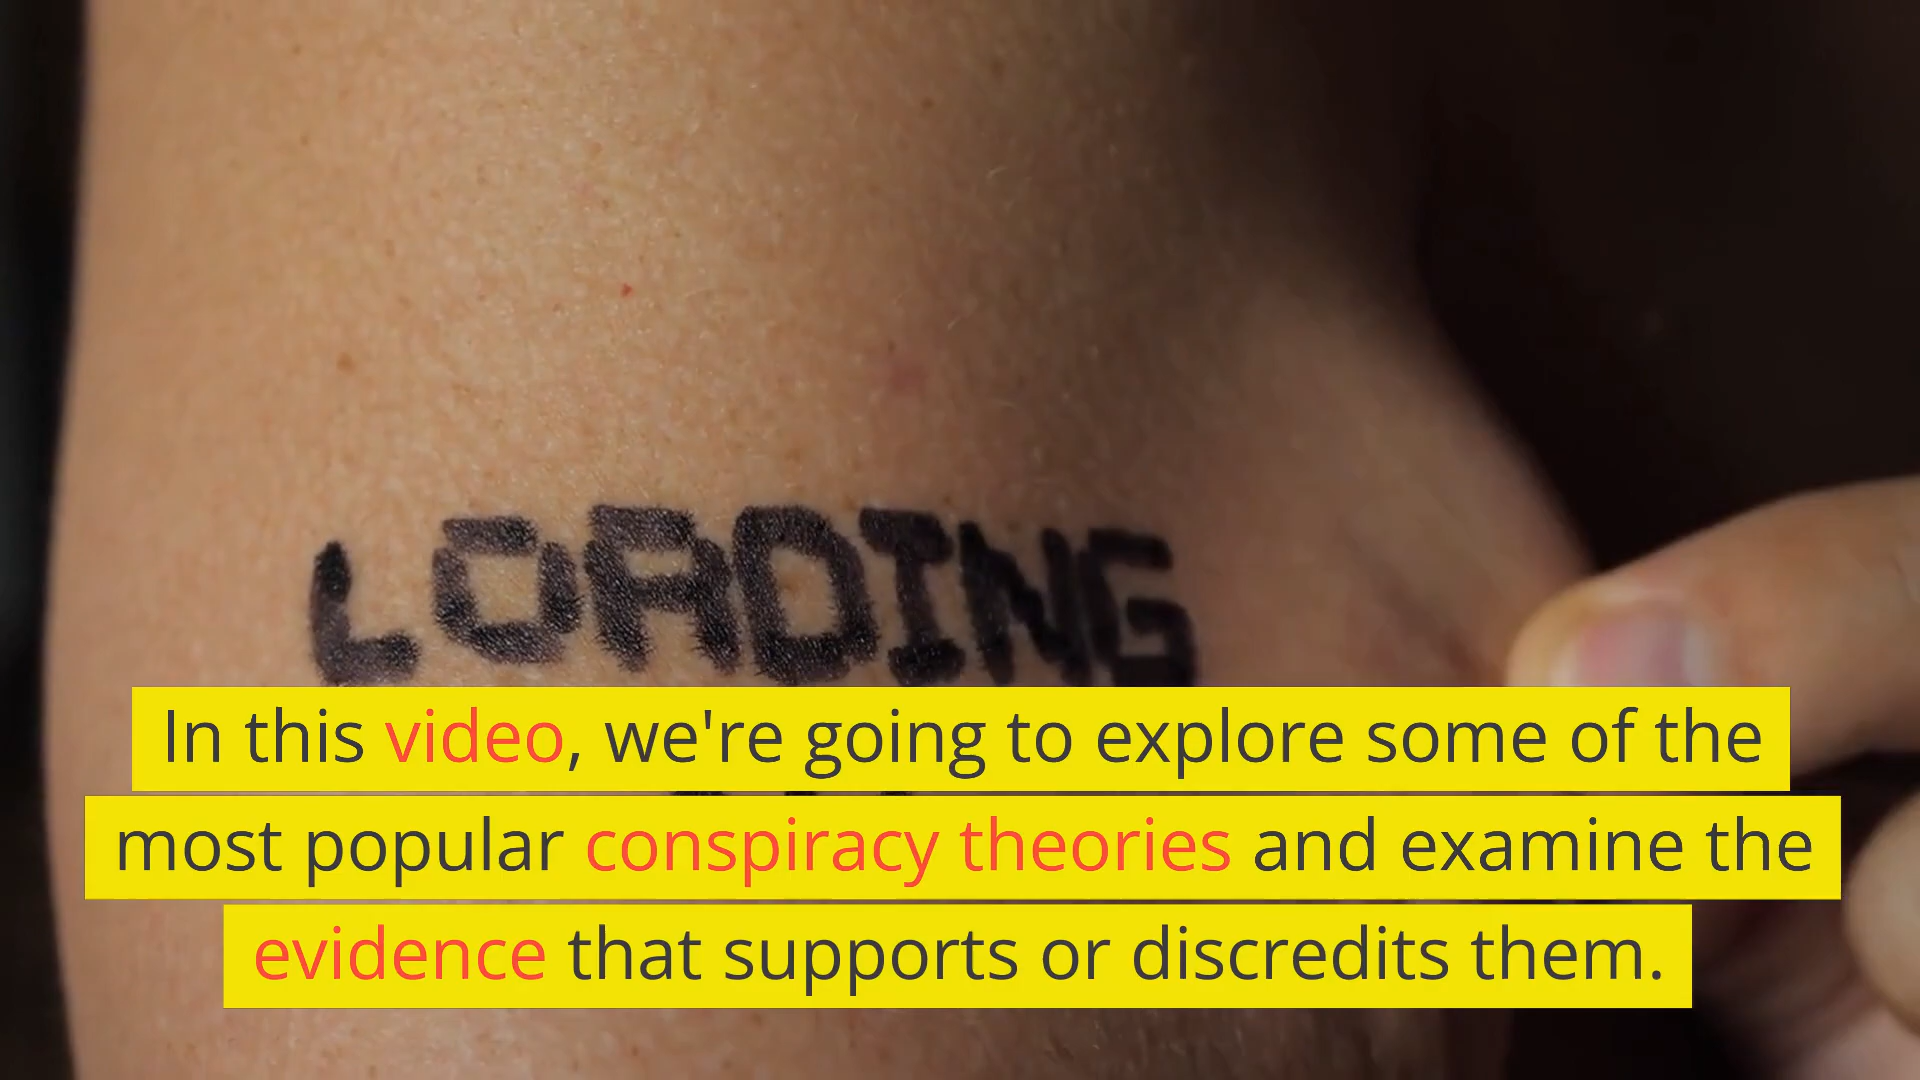 LOADING
In this video, we're going to explore some of the
most popular conspiracy theories and examine the
evidence that supports or discredits them.